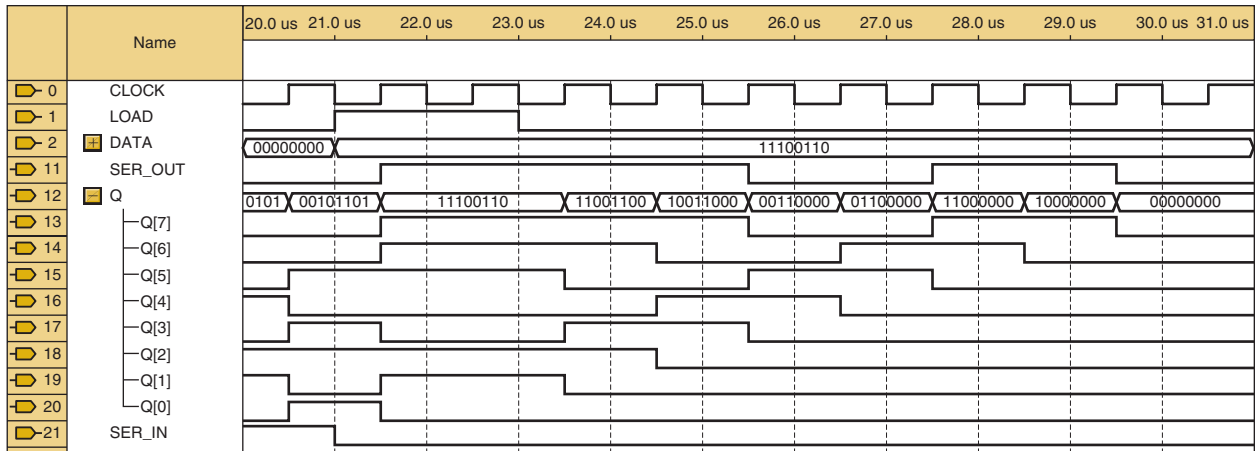 Name
20.0 us 21.0 us 22.0 us 23.0 us 24.0 us 25.0 us 26.0 us 27.0 us 28.0 us 29.0 us 30.0 us 31.0 us
0 CLOCK
1 LOAD
2 + DATA 00000000 11100110
11 SER_OUT
12 − Q 0101 00101101 11100110 11001100 10011000 00110000 01100000 11000000 10000000 00000000
13 Q[7]
14 Q[6]
15 Q[5]
16 Q[4]
17 Q[3]
18 Q[2]
19 Q[1]
20 Q[0]
21 SER_IN